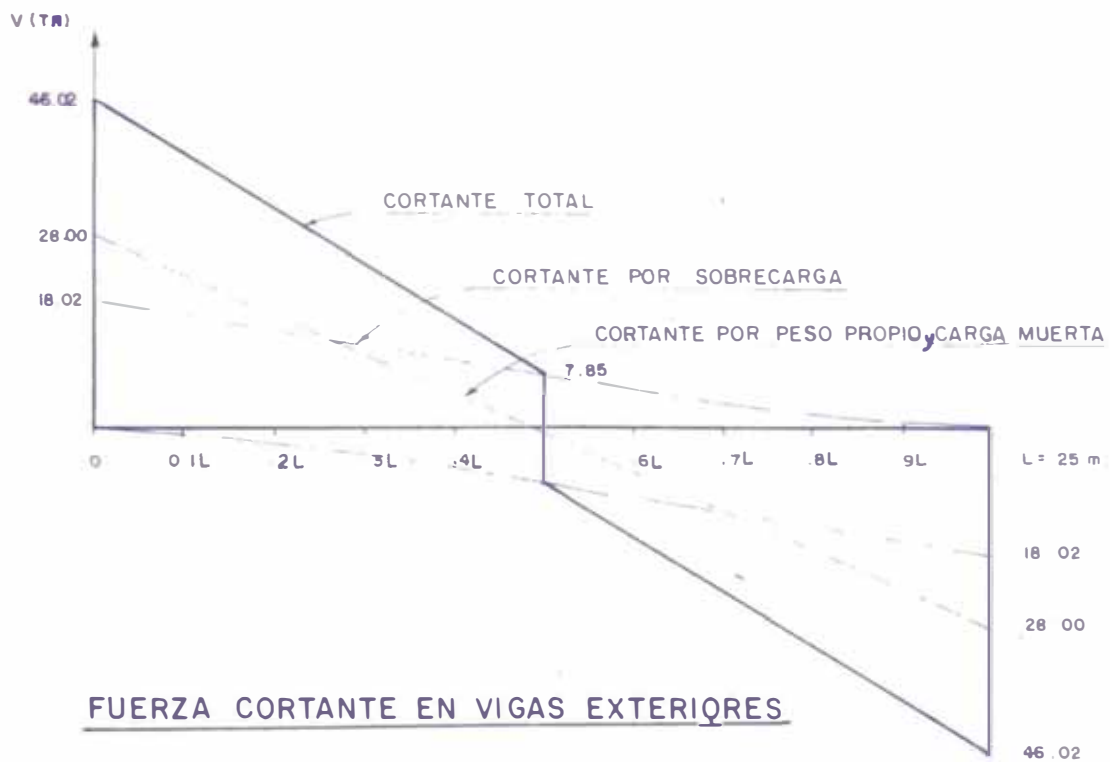 V (TN)
46.02
CORTANTE TOTAL
28.00
CORTANTE POR SOBRECARGA
18 02
CORTANTE POR PESO PROPIO y CARGA MUERTA
7.85
0 01L 2L 3L .4L 6L .7L .8L 9L L= 25 m
18 02
28 00
FUERZA CORTANTE EN VIGAS EXTERIORES
46.02